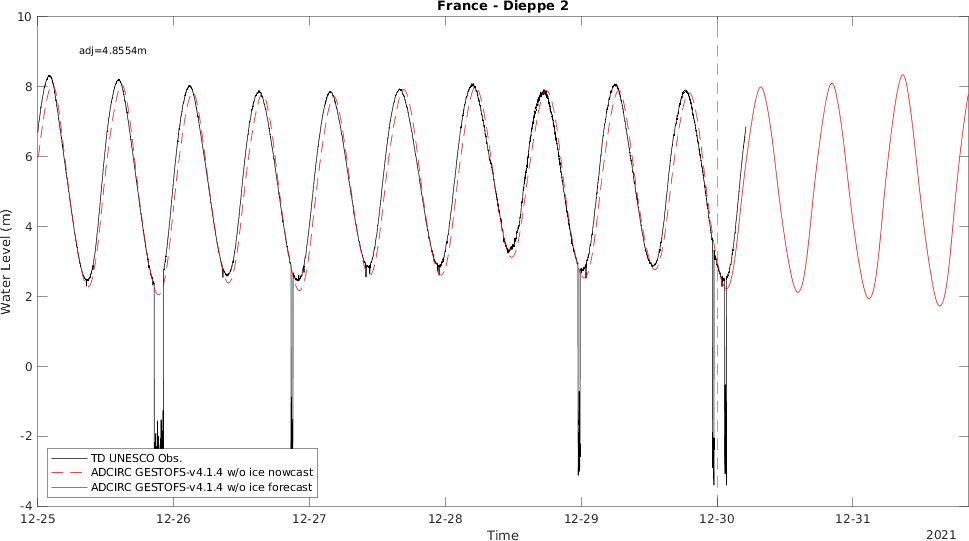 France - Dieppe 2
10
adj=4.8554m
8
6
4
2
0
-2
-4
Water Level (m)
TD UNESCO Obs.
ADCIRC GESTOFS-v4.1.4 w/o ice nowcast
ADCIRC GESTOFS-v4.1.4 w/o ice forecast
12-25 12-26 12-27 12-28 12-29 12-30 12-31
Time
2021